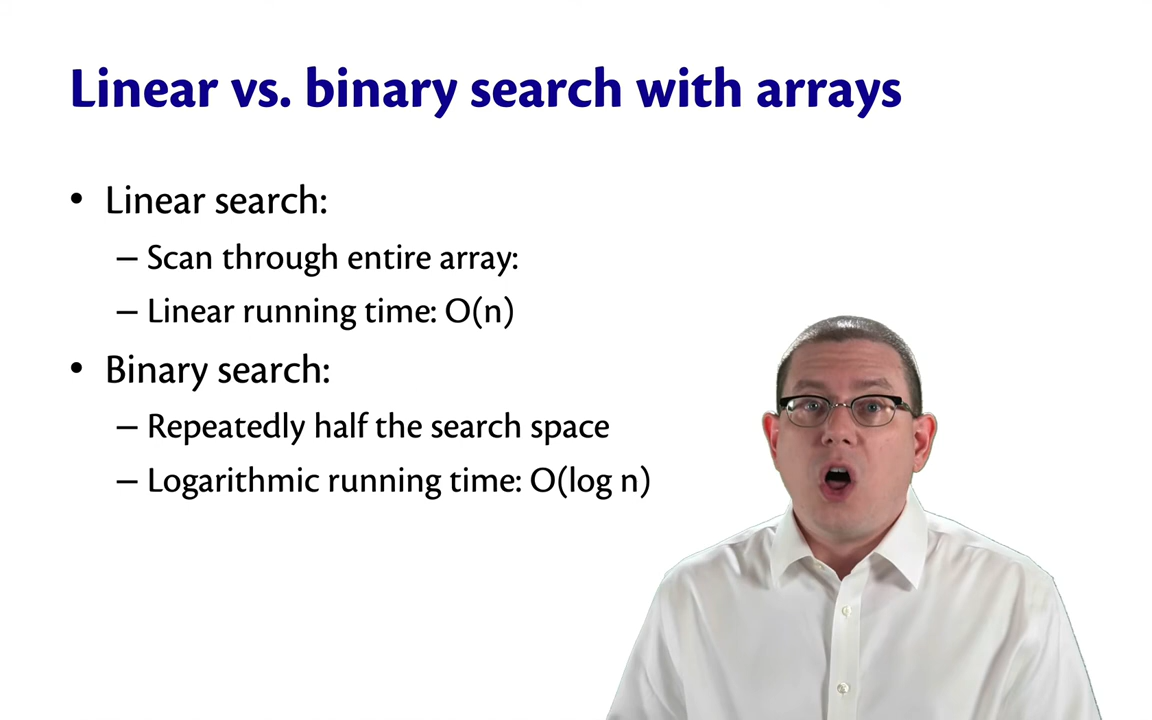 Linear vs. binary search with arrays
• Linear search:
– Scan through entire array:
– Linear running time: O(n)
• Binary search:
– Repeatedly half the search space
– Logarithmic running time: O(log n)